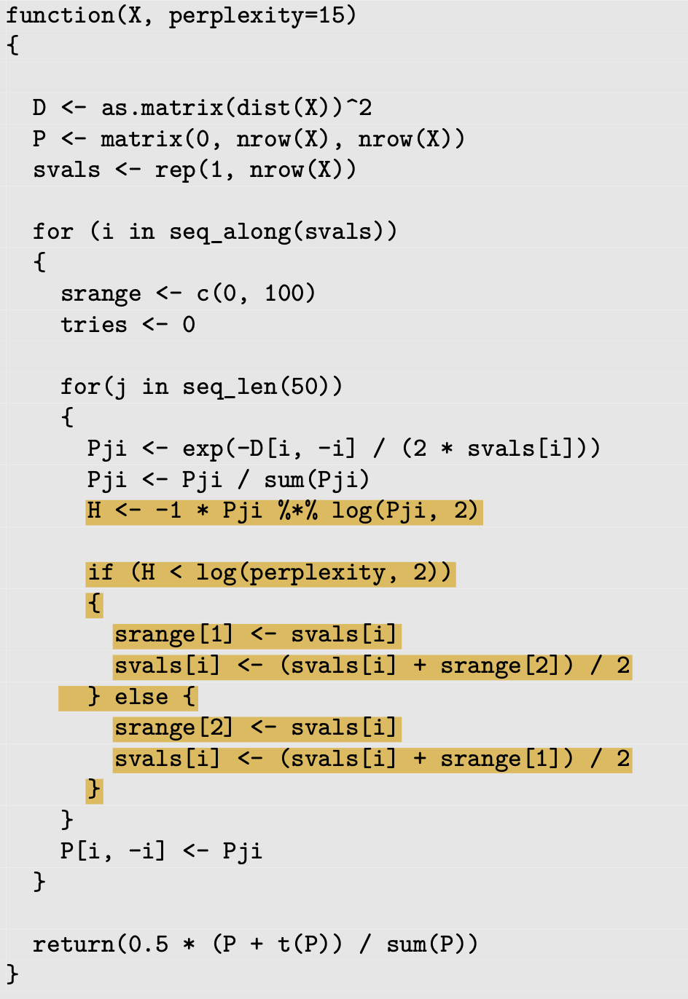 function(X, perplexity=15)
{
D <- as.matrix(dist(X))^2
P <- matrix(0, nrow(X), nrow(X))
svals <- rep(1, nrow(X))
for (i in seq_along(svals))
{
srange <- c(0, 100)
tries <- 0
for(j in seq_len(50))
{
Pji <- exp(-D[i, -i] / (2 * svals[i]))
Pji <- Pji / sum(Pji)
H <- -1 * Pji %*% log(Pji, 2)
if (H < log(perplexity, 2))
{
srange[1] <- svals[i]
svals[i] <- (svals[i] + srange[2]) / 2
} else {
srange[2] <- svals[i]
svals[i] <- (svals[i] + srange[1]) / 2
}
}
P[i, -i] <- Pji
}
return(0.5 * (P + t(P)) / sum(P))
}